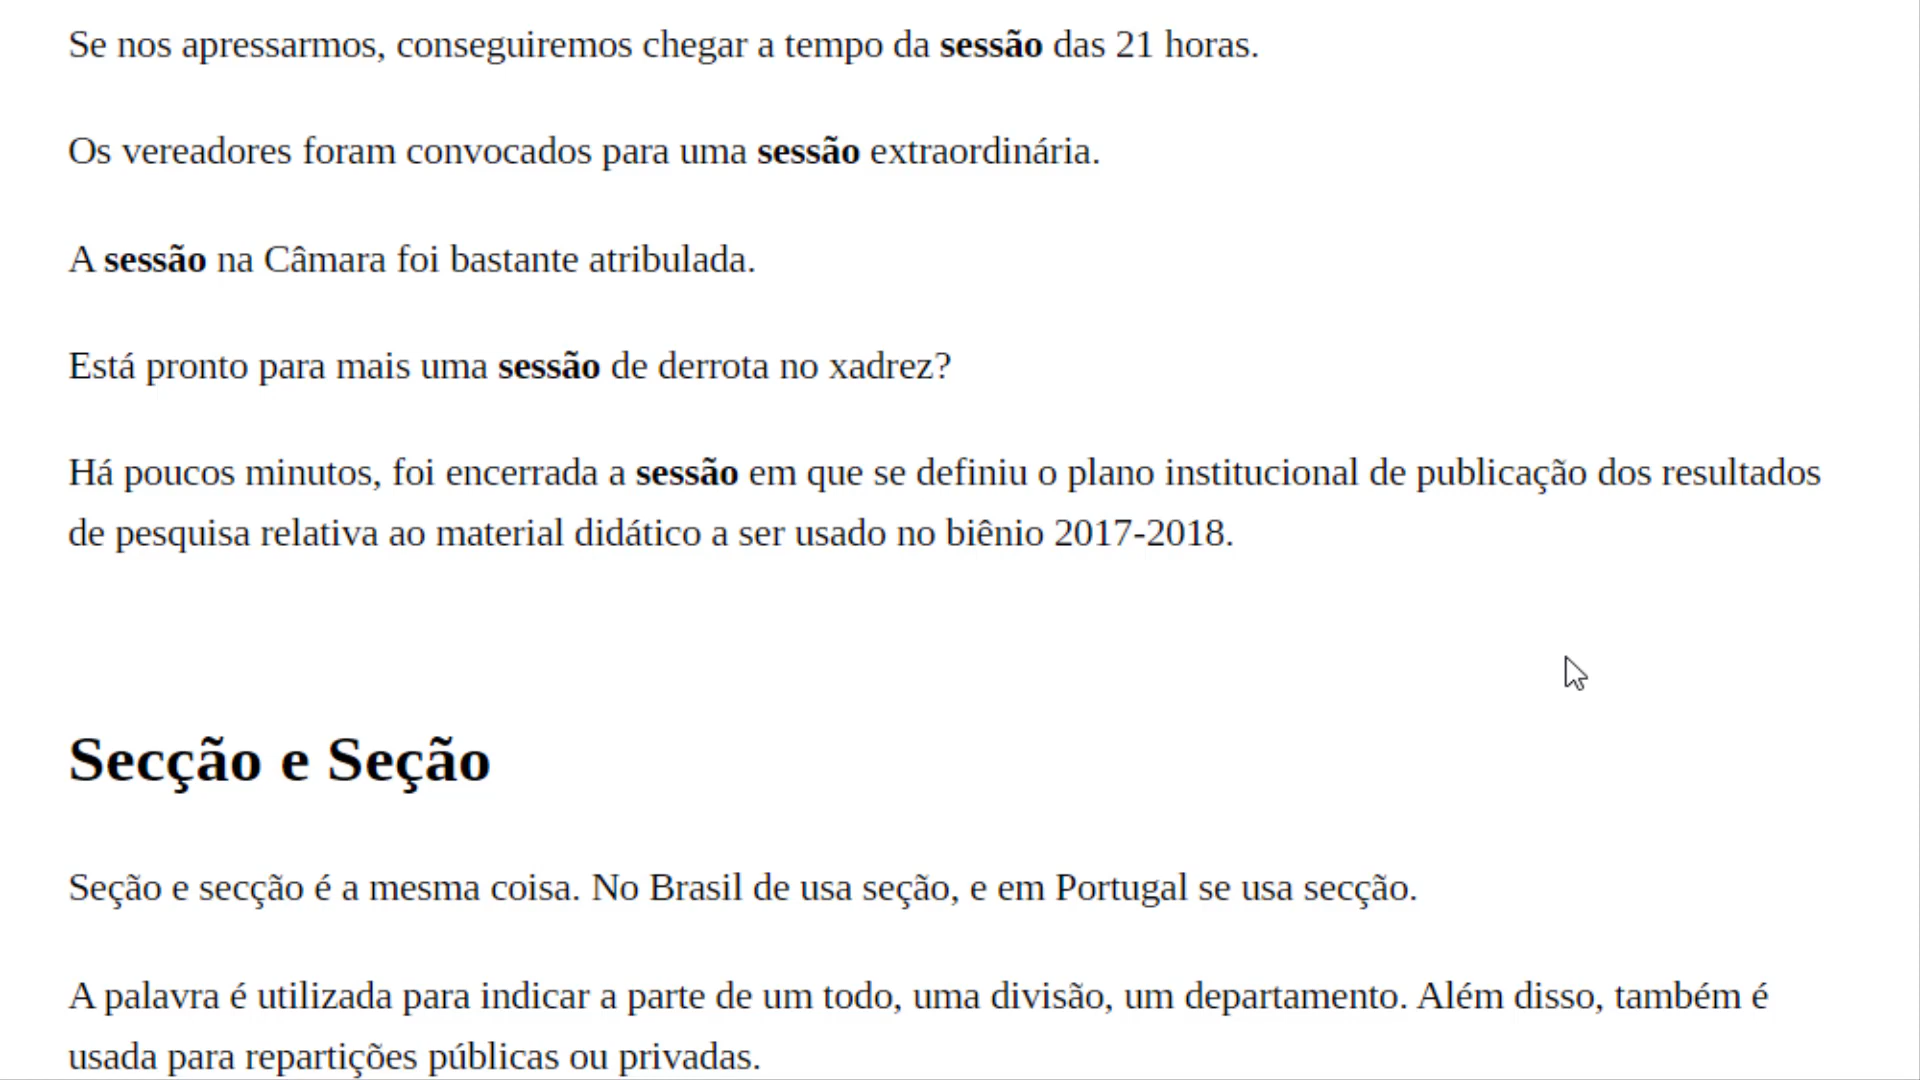 Se nos apressarmos, conseguiremos chegar a tempo da sessão das 21 horas.
Os vereadores foram convocados para uma sessão extraordinária.
A sessão na Câmara foi bastante atribulada.
Está pronto para mais uma sessão de derrota no xadrez?
Há poucos minutos, foi encerrada a sessão em que se definiu o plano institucional de publicação dos resultados
de pesquisa relativa ao material didático a ser usado no biênio 2017-2018.
Secção e Seção
Seção e secção é a mesma coisa. No Brasil de usa seção, e em Portugal se usa secção.
A palavra é utilizada para indicar a parte de um todo, uma divisão, um departamento. Além disso, também é
usada para repartições públicas ou privadas.